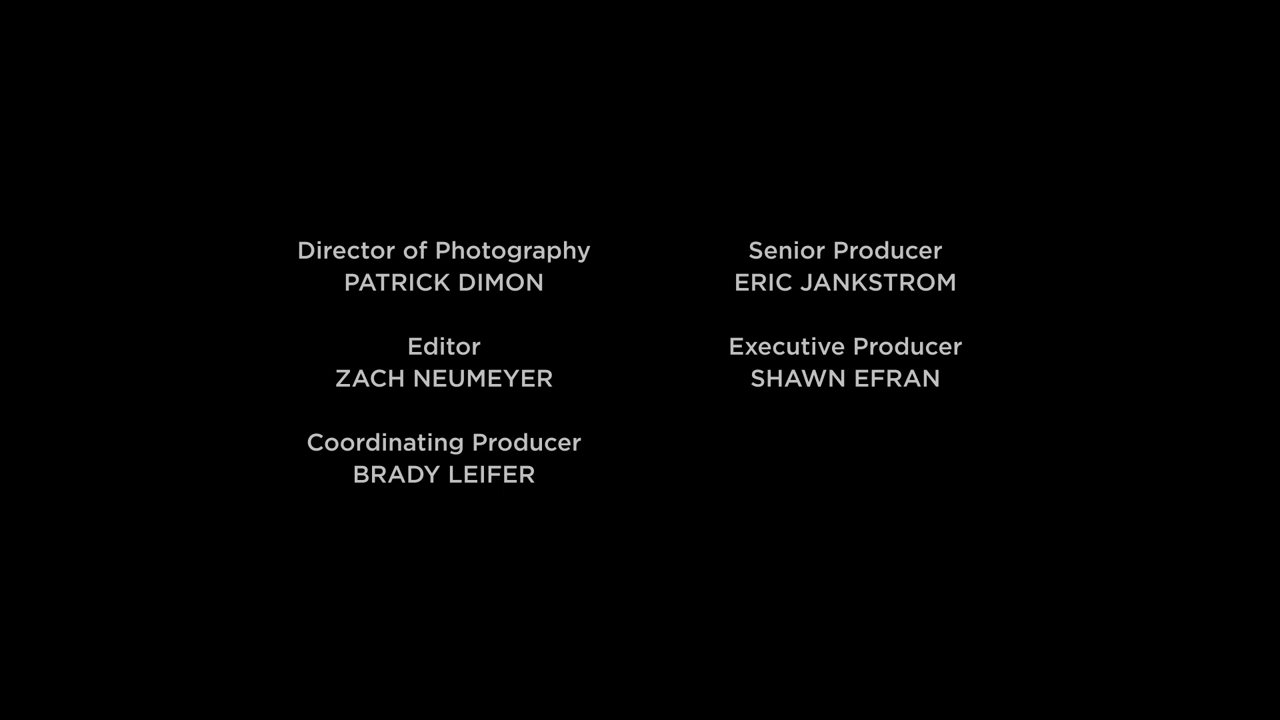 Director of Photography
PATRICK DIMON
Editor
ZACH NEUMEYER
Coordinating Producer
BRADY LEIFER
Senior Producer
ERIC JANKSTROM
Executive Producer
SHAWN EFRAN